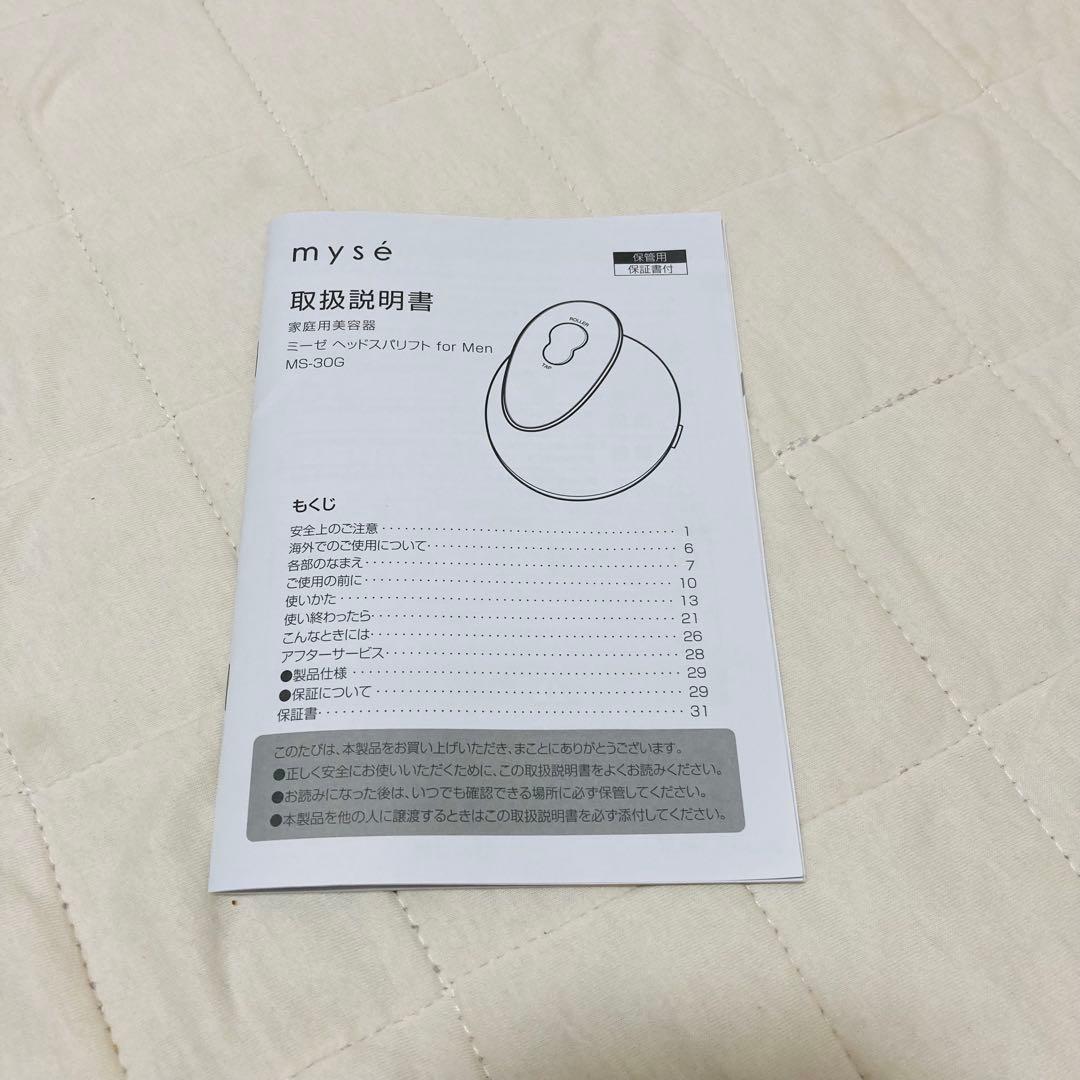 mysé
保管用
保証書付
取扱説明書
家庭用美容器
ミーゼ ヘッドスパリフト for Men
MS-30G
ROLLER
TAP
もくじ
安全上のご注意 1
海外でのご使用について 6
各部のなまえ 7
ご使用の前に 10
使いかた 13
使い終わったら 21
こんなときには 26
アフターサービス 28
●製品仕様 29
●保証について 29
保証書 31
このたびは、本製品をお買い上げいただき、まことにありがとうございます。
●正しく安全にお使いいただくために、この取扱説明書をよくお読みください。
●お読みになった後は、いつでも確認できる場所に必ず保管してください。
●本製品を他の人に譲渡するときはこの取扱説明書を必ず添付してください。